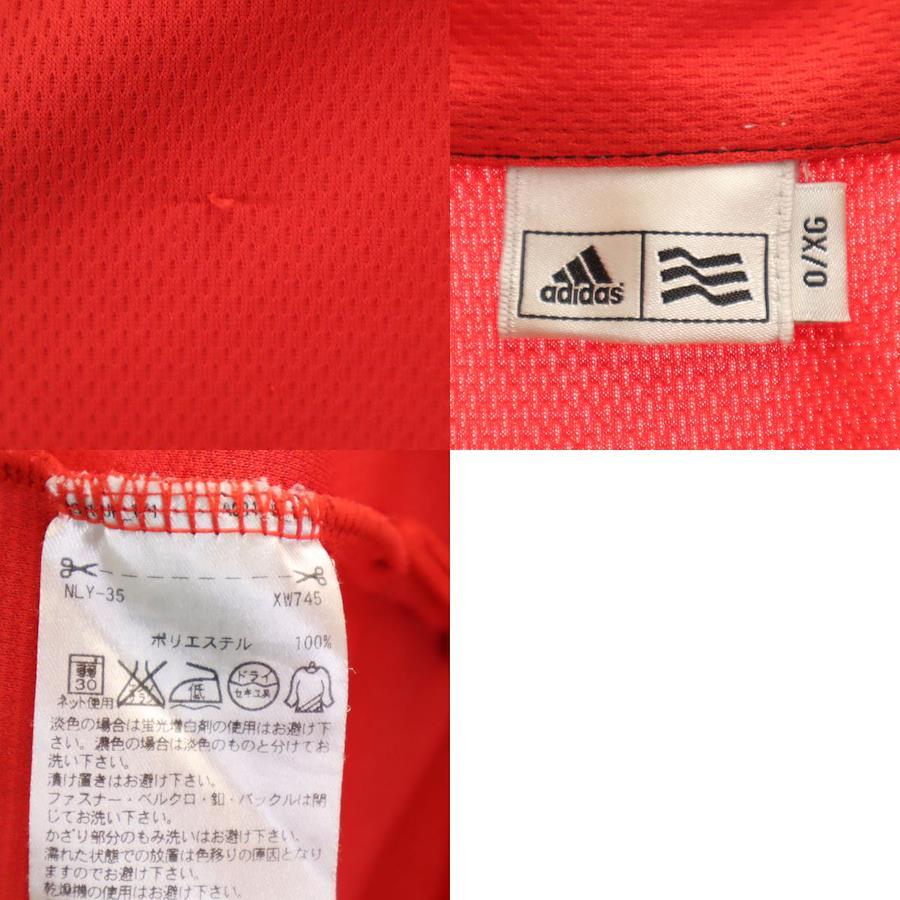 adidas
O/XG
NLY-35 XW745
ポリエステル 100%
30
低
ドライ
セキユ系
ネット使用
淡色の場合は蛍光増白剤の使用はお避け下
さい。濃色の場合は淡色のものと分けてお
洗い下さい。
漬け置きはお避け下さい。
ファスナー・ベルクロ・釦・バックルは閉
じてお洗い下さい。
かざり部分のもみ洗いはお避け下さい。
濡れた状態での放置は色移りの原因となり
ますのでお避け下さい。
乾燥機の使用はお避け下さい。